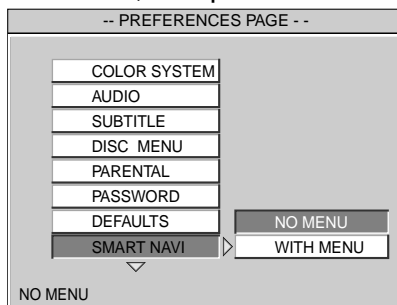 -- PREFERENCES PAGE - -
COLOR SYSTEM
AUDIO
SUBTITLE
DISC MENU
PARENTAL
PASSWORD
DEFAULTS
NO MENU
SMART NAVI
WITH MENU
NO MENU